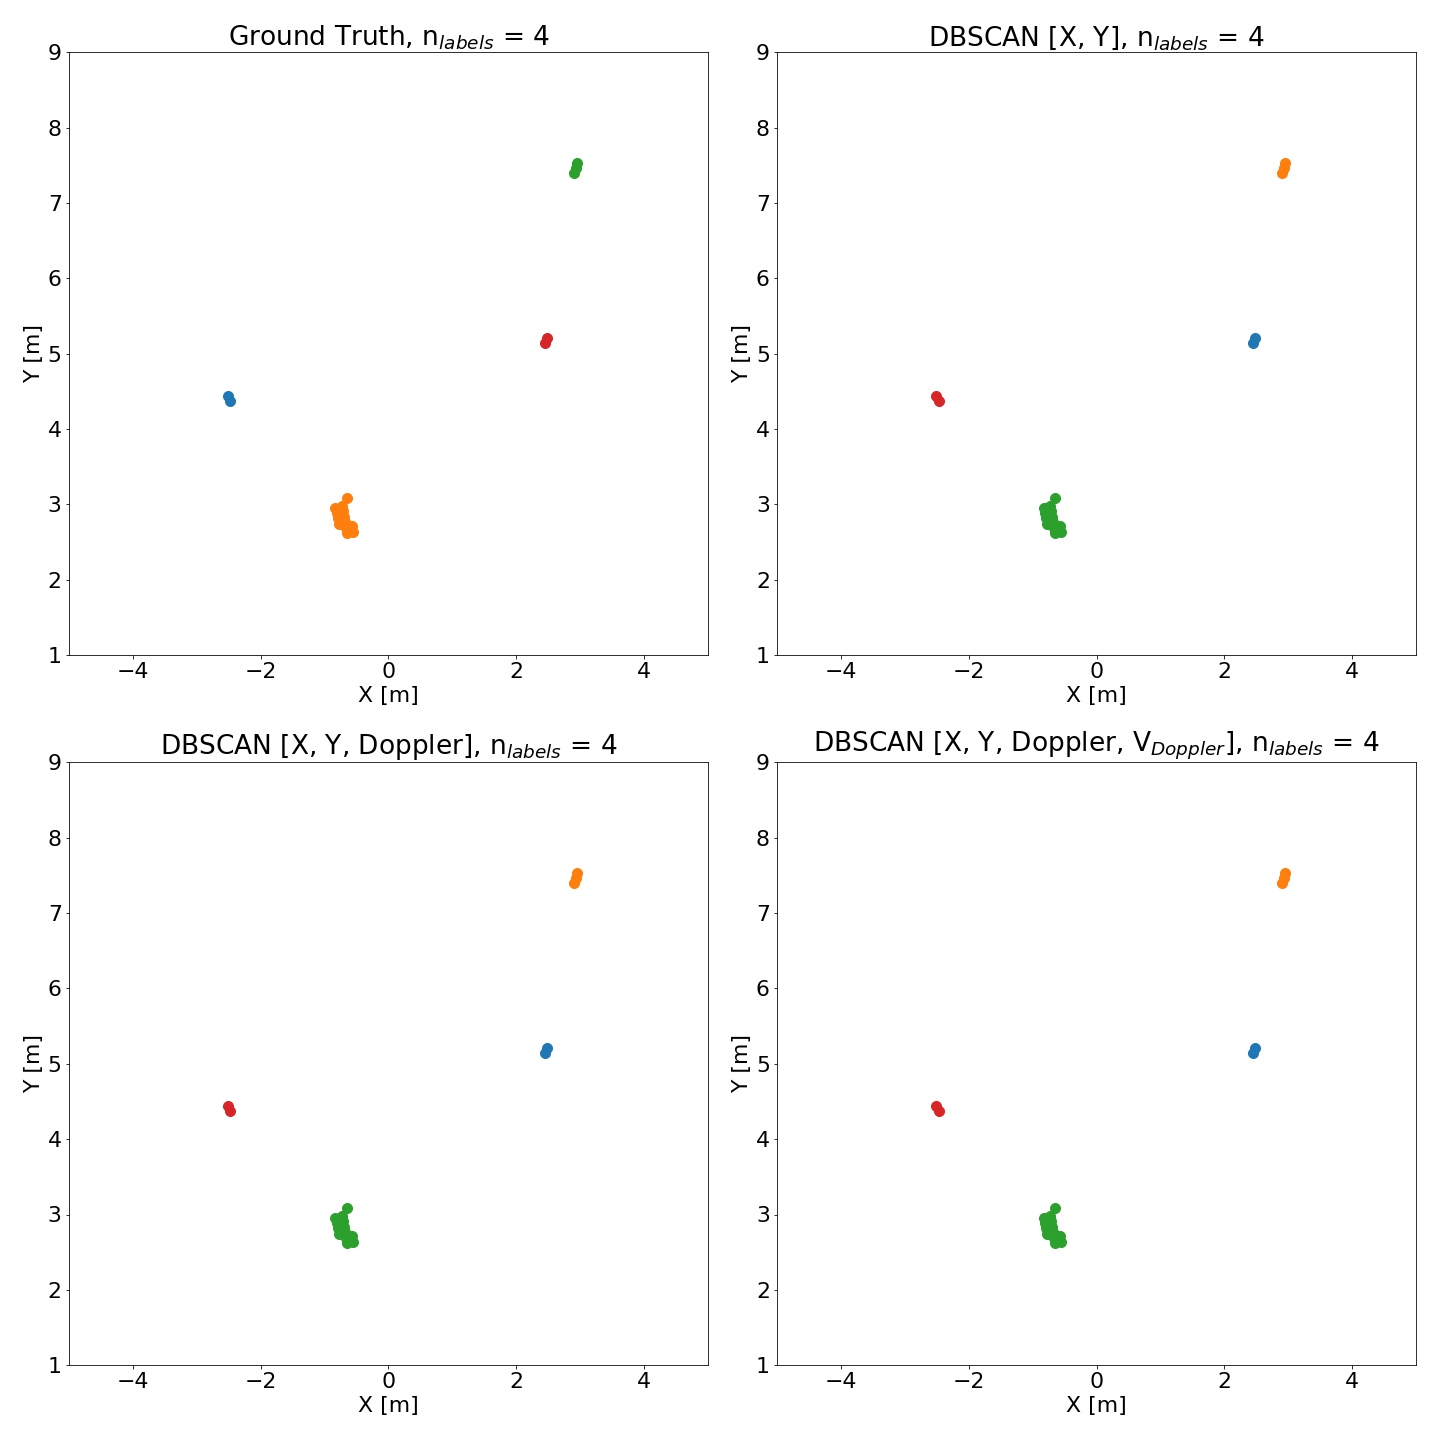 Ground Truth, n_labels = 4
9
8
7
6
5
4
3
2
1
Y [m]
−4 −2 0 2 4
X [m]
DBSCAN [X, Y], n_labels = 4
9
8
7
6
5
4
3
2
1
Y [m]
−4 −2 0 2 4
X [m]
DBSCAN [X, Y, Doppler], n_labels = 4
9
8
7
6
5
4
3
2
1
Y [m]
−4 −2 0 2 4
X [m]
DBSCAN [X, Y, Doppler, V_Doppler], n_labels = 4
9
8
7
6
5
4
3
2
1
Y [m]
−4 −2 0 2 4
X [m]